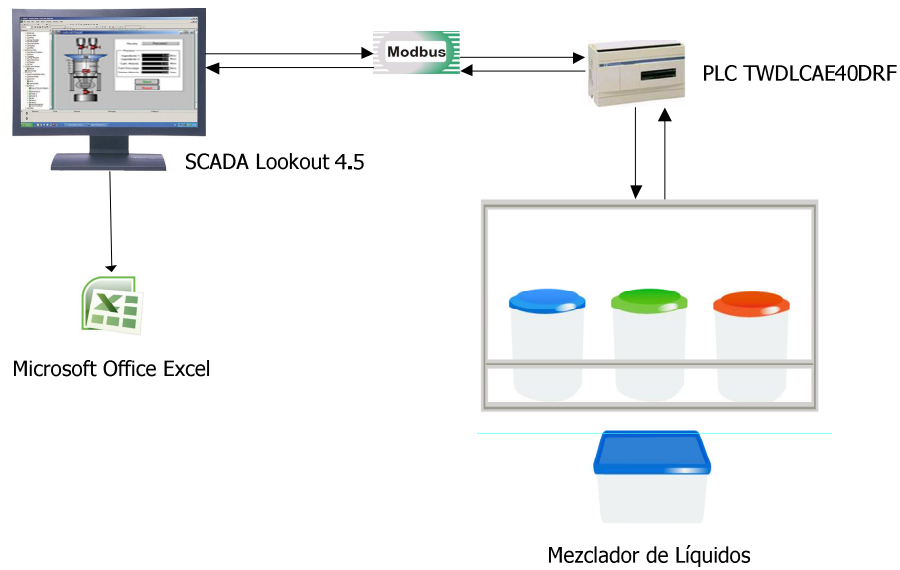 Modbus
PLC TWDLCAE40DRF
SCADA Lookout 4.5
Microsoft Office Excel
Mezclador de Líquidos